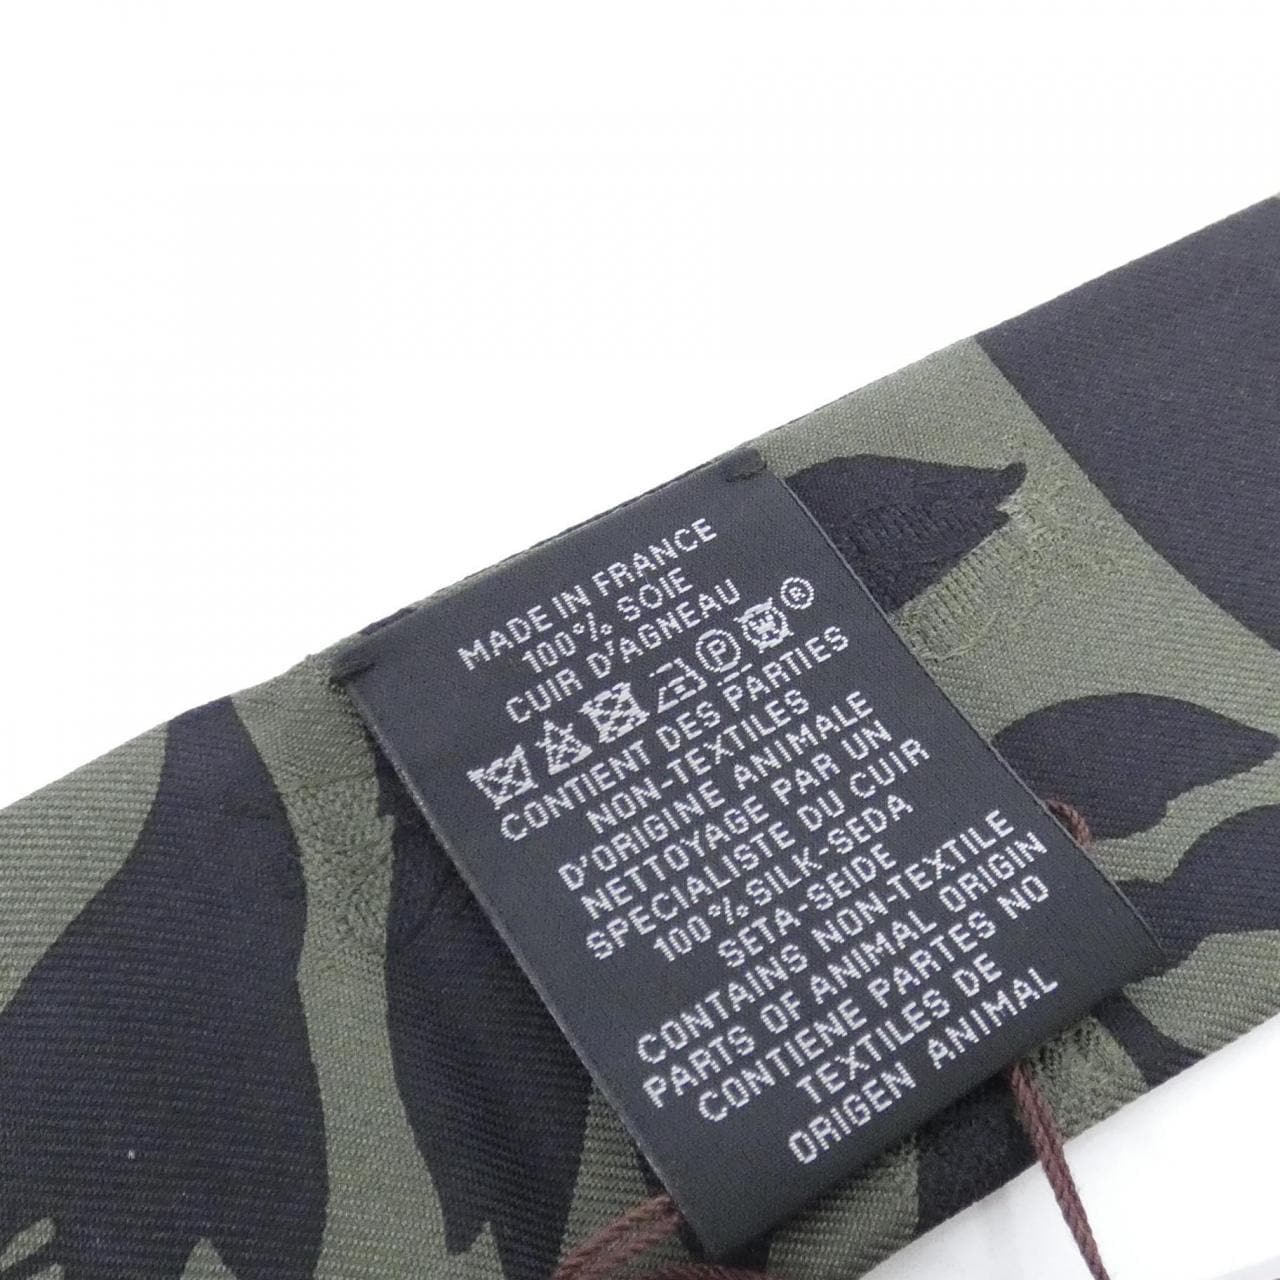 MADE IN FRANCE
100% SOIE
CUIR D'AGNEAU
P ®
CONTIENT DES PARTIES
NON-TEXTILES
D'ORIGINE ANIMALE
NETTOYAGE PAR UN
SPECIALISTE DU CUIR
100% SILK-SEDA
SETA-SEIDE
CONTAINS NON-TEXTILE
PARTS OF ANIMAL ORIGIN
CONTIENE PARTES NO
TEXTILES DE
ORIGEN ANIMAL